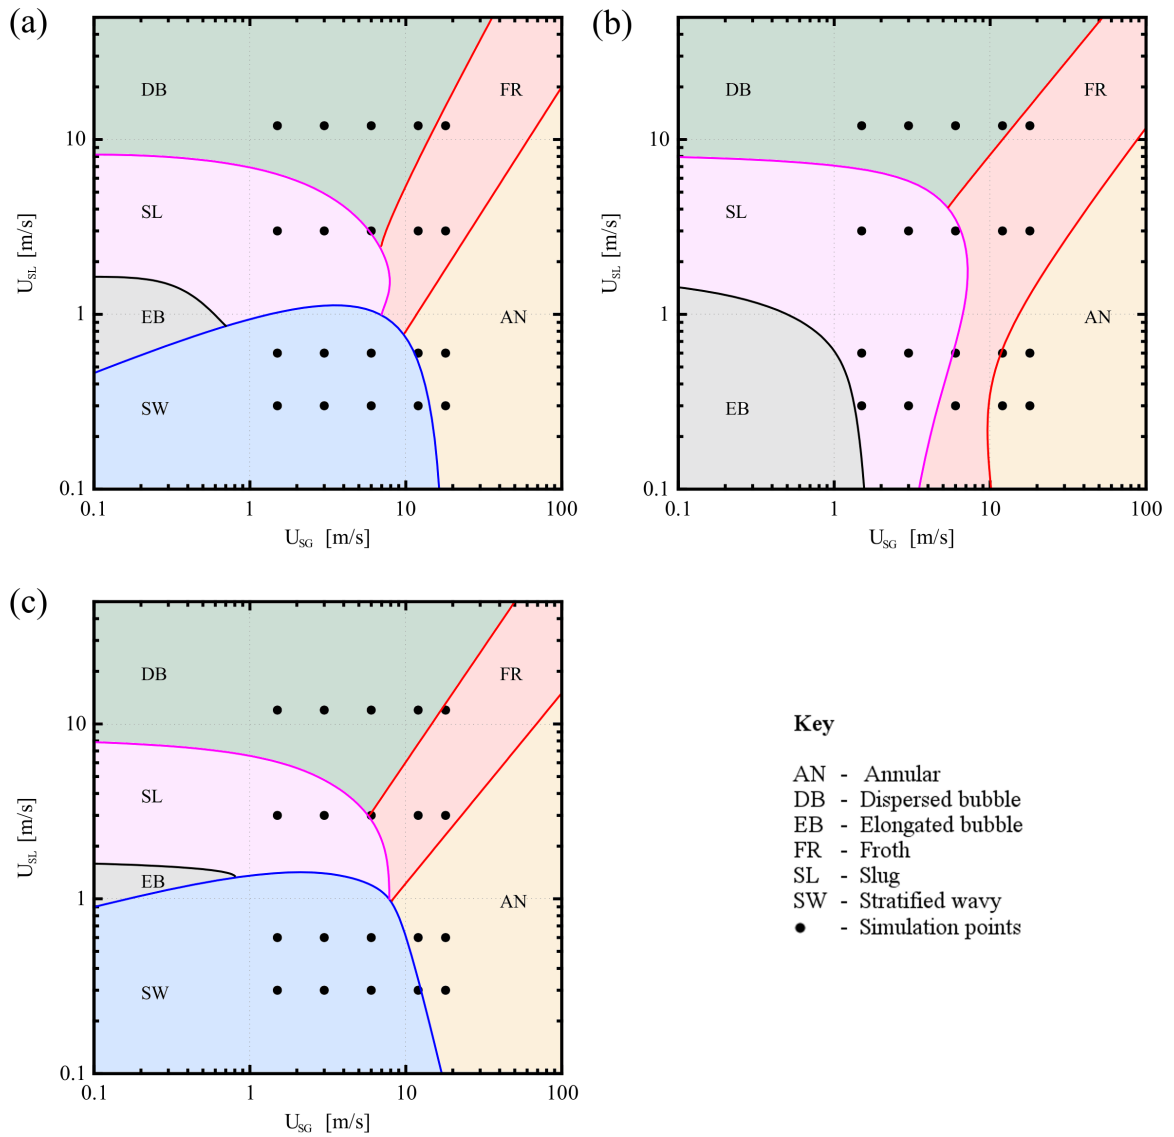 (a)
DB
FR
SL
EB
AN
SW
10
1
0.1
0.1
1
10
100
U_SL [m/s]
U_SG [m/s]
(b)
DB
FR
SL
AN
EB
10
1
0.1
0.1
1
10
100
U_SL [m/s]
U_SG [m/s]
(c)
DB
FR
SL
EB
AN
SW
10
1
0.1
0.1
1
10
100
U_SL [m/s]
U_SG [m/s]
Key
AN - Annular
DB - Dispersed bubble
EB - Elongated bubble
FR - Froth
SL - Slug
SW - Stratified wavy
● - Simulation points